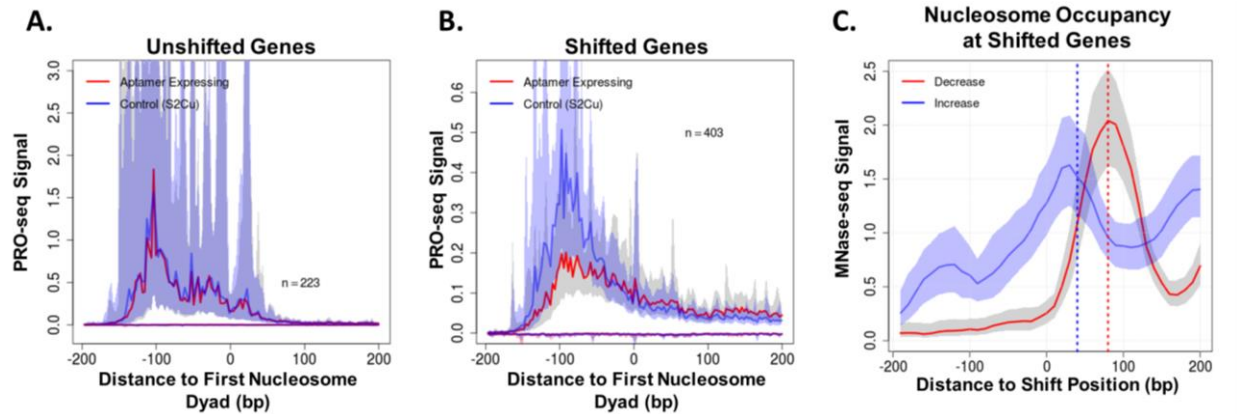 A.
Unshifted Genes
Aptamer Expressing
Control (S2Cu)
n = 223
PRO-seq Signal
0.0 0.5 1.0 1.5 2.0 2.5 3.0
-200 -100 0 100 200
Distance to First Nucleosome
Dyad (bp)
B.
Shifted Genes
Aptamer Expressing
Control (S2Cu)
n = 403
PRO-seq Signal
0.0 0.1 0.2 0.3 0.4 0.5 0.6
-200 -100 0 100 200
Distance to First Nucleosome
Dyad (bp)
C.
Nucleosome Occupancy
at Shifted Genes
Decrease
Increase
MNase-seq Signal
0.0 0.5 1.0 1.5 2.0 2.5
-200 -100 0 100 200
Distance to Shift Position (bp)